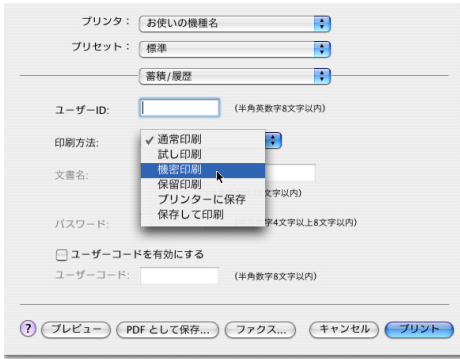 プリンタ： お使いの機種名
プリセット： 標準
蓄積/履歴
ユーザーID: （半角英数字8文字以内）
印刷方法: ✓ 通常印刷
試し印刷
機密印刷
文書名:
保留印刷
文字以内）
プリンターに保存
保存して印刷
パスワード: 字4文字以上8文字以内）
ユーザーコードを有効にする
ユーザーコード: （半角数字8文字以内）
? プレビュー PDF として保存... ファクス... キャンセル プリント